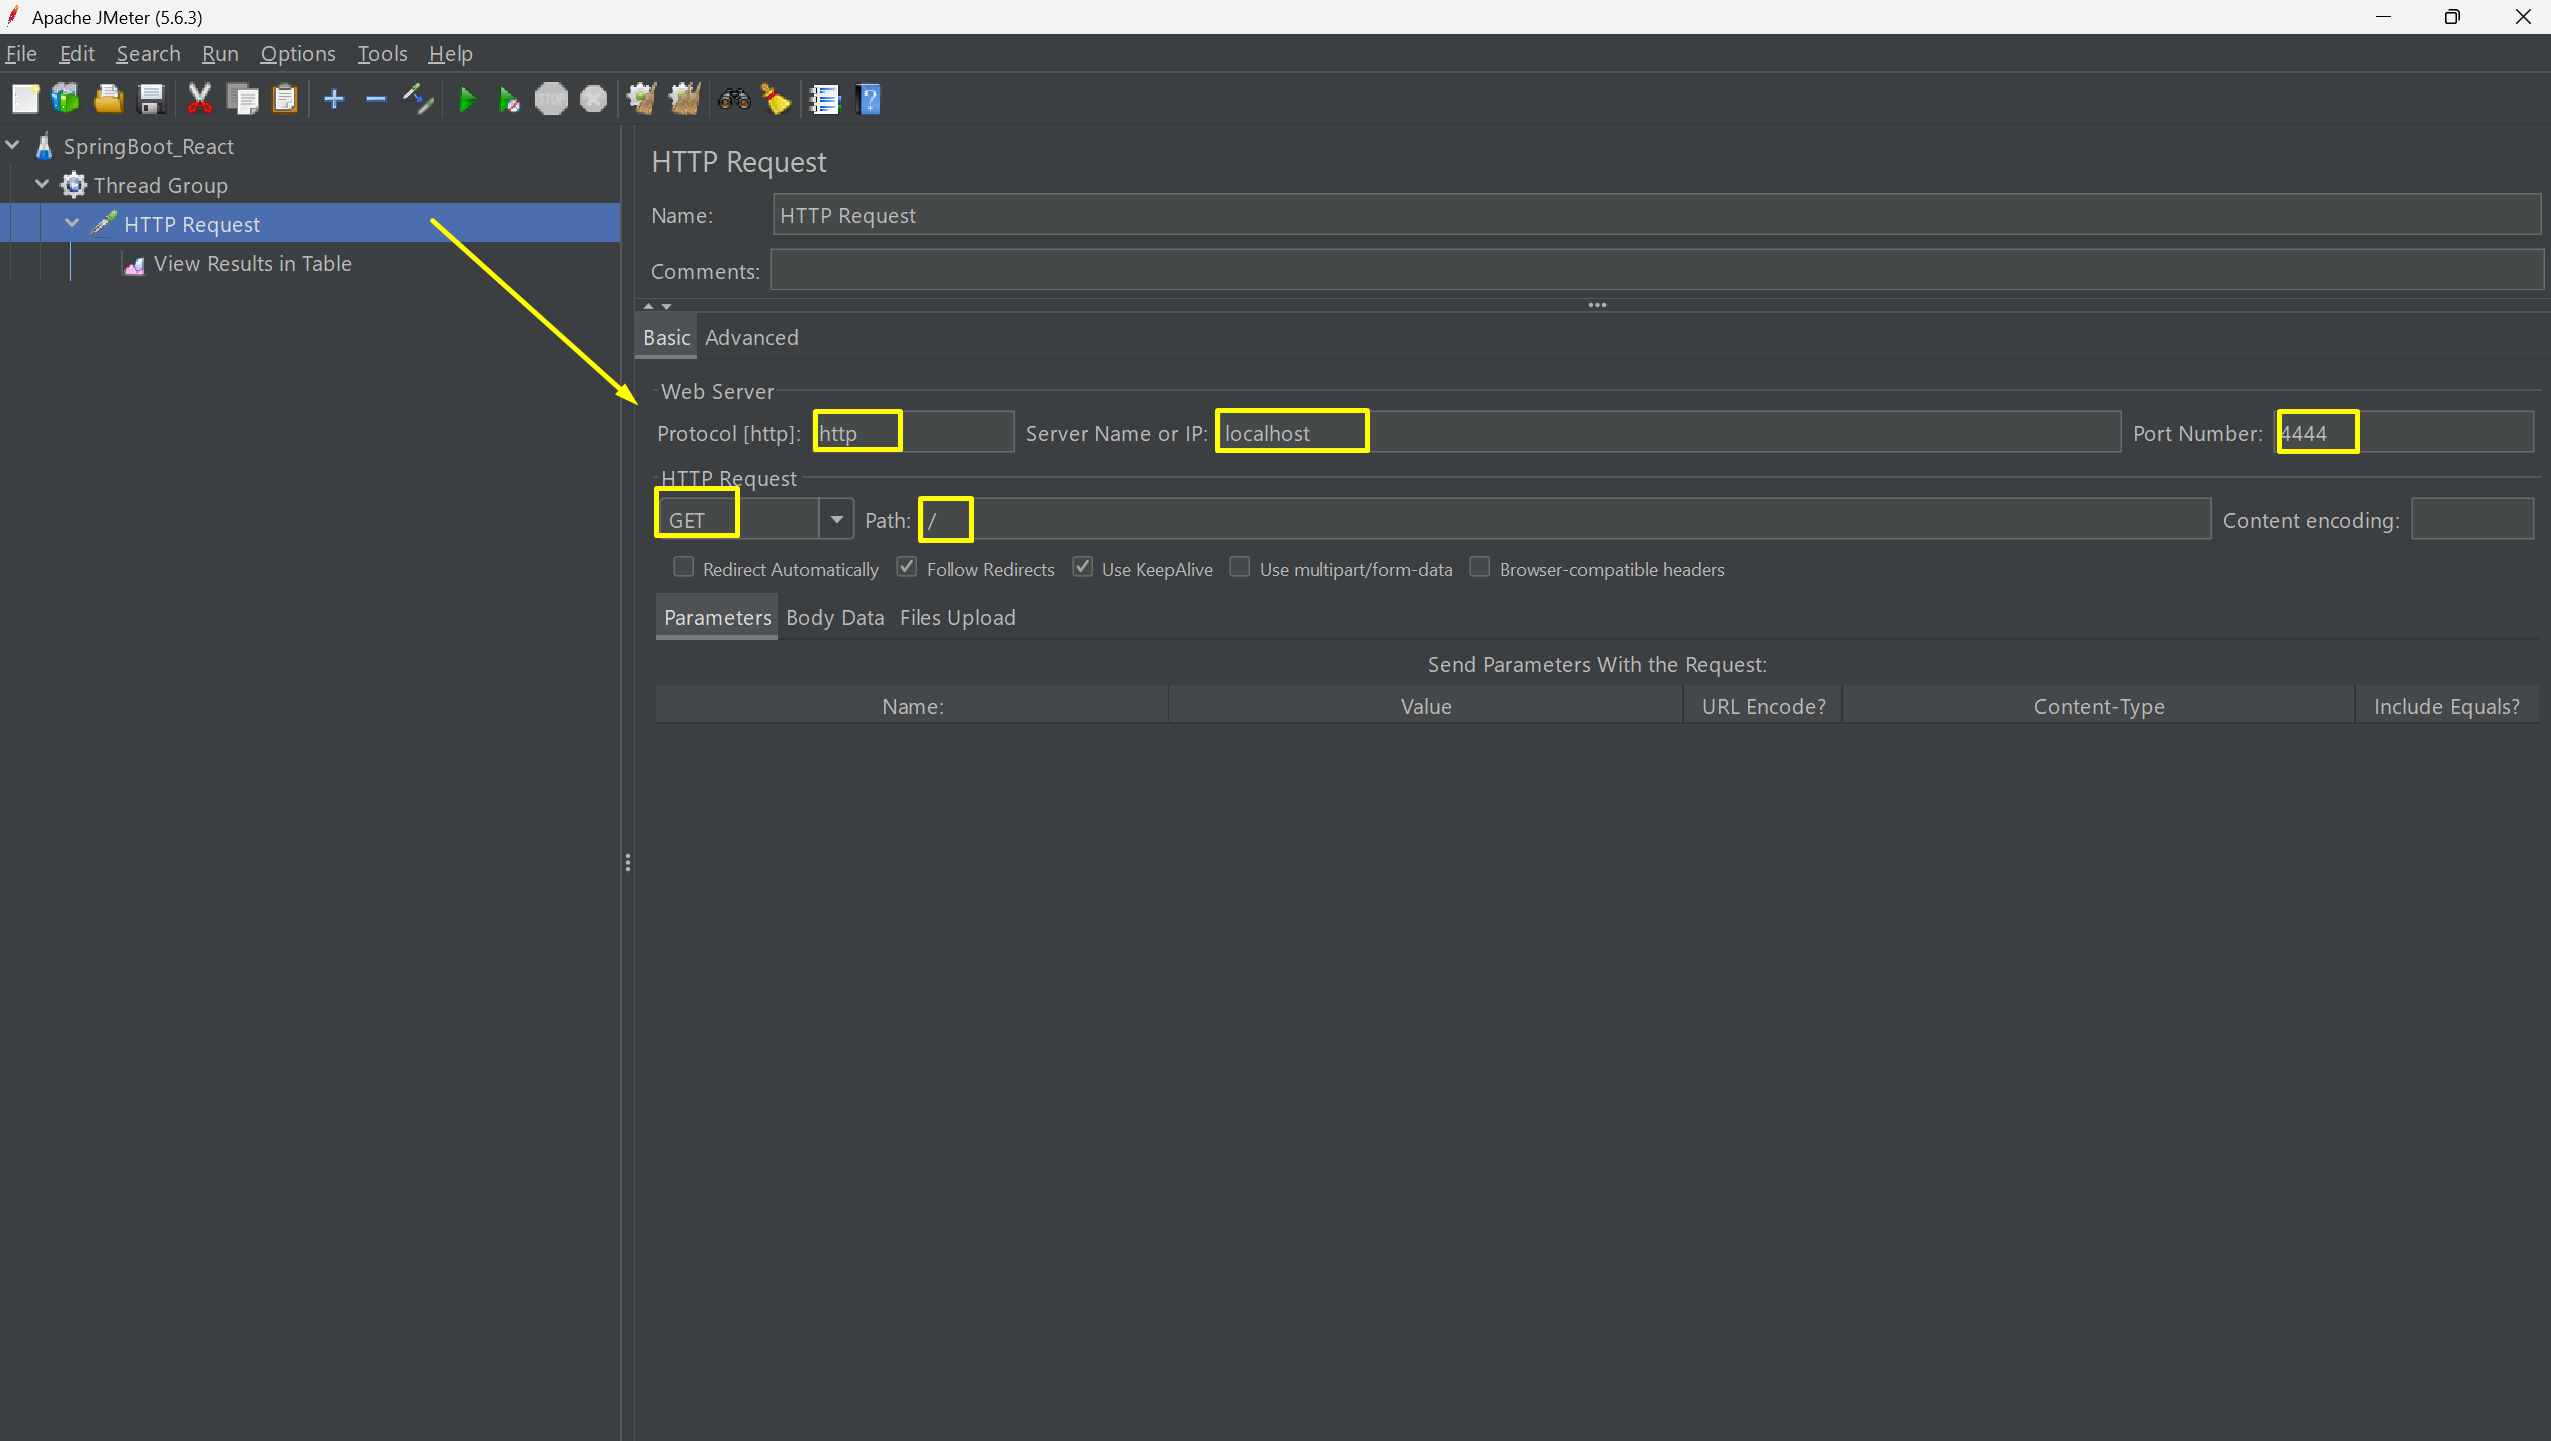 Apache JMeter (5.6.3)
File Edit Search Run Options Tools Help
STOP
SpringBoot_React
Thread Group
HTTP Request
View Results in Table
HTTP Request
Name: HTTP Request
Comments:
Basic Advanced
Web Server
Protocol [http]: http Server Name or IP: localhost Port Number: 4444
HTTP Request
GET Path: / Content encoding:
Redirect Automatically Follow Redirects Use KeepAlive Use multipart/form-data Browser-compatible headers
Parameters Body Data Files Upload
Send Parameters With the Request:
Name: Value URL Encode? Content-Type Include Equals?